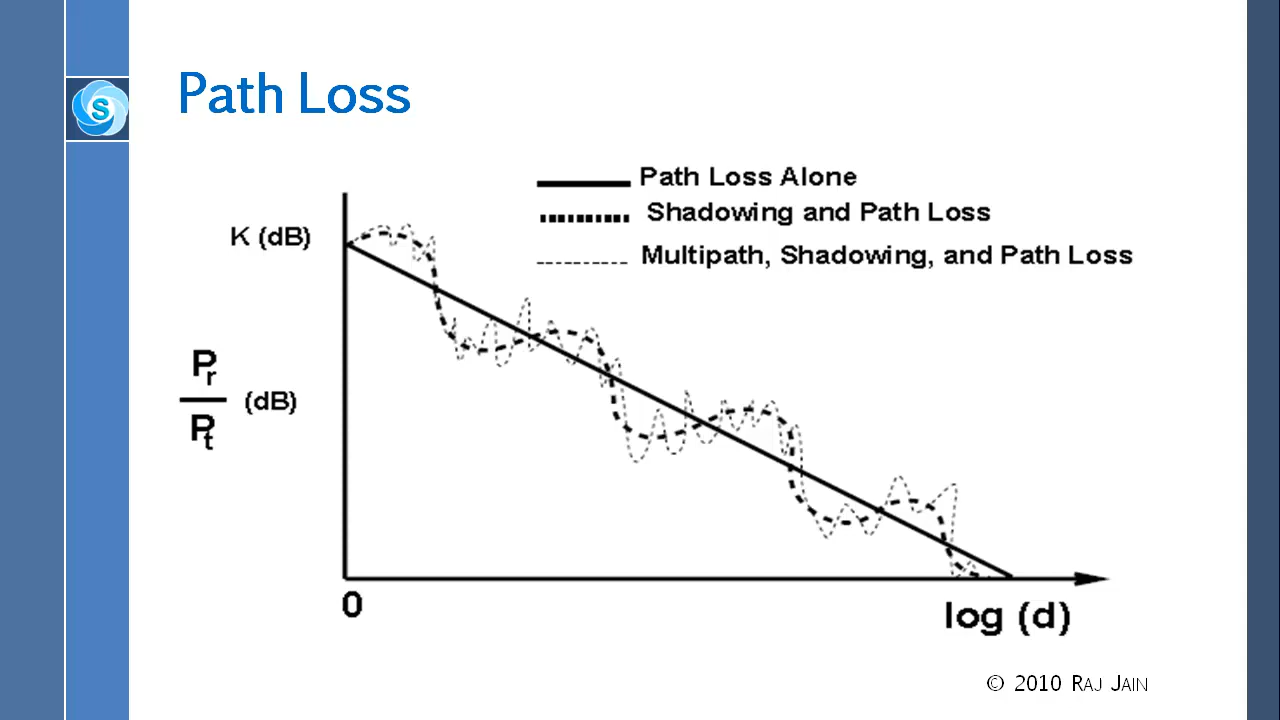 S
Path Loss
Path Loss Alone
Shadowing and Path Loss
Multipath, Shadowing, and Path Loss
K (dB)
Pr
Pt
(dB)
0
log (d)
© 2010 RAJ JAIN